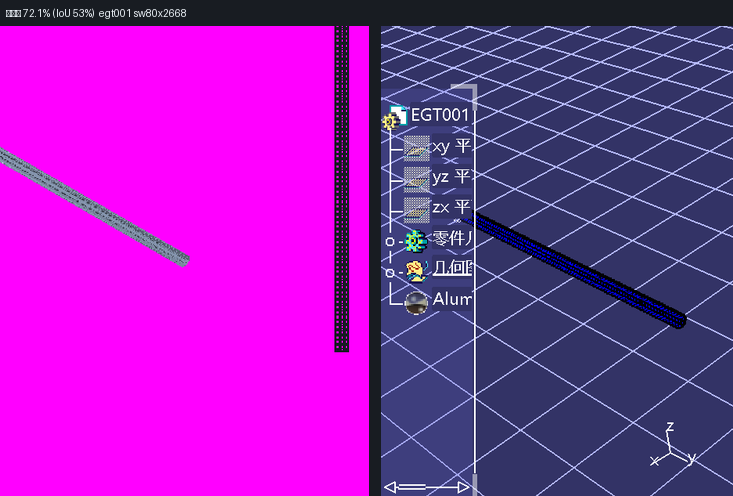 72.1% (IoU 53%) egt001 sw80x2668
EGT001
xy 平
yz 平
zx 平
零件
几何
Alum
z
x
y